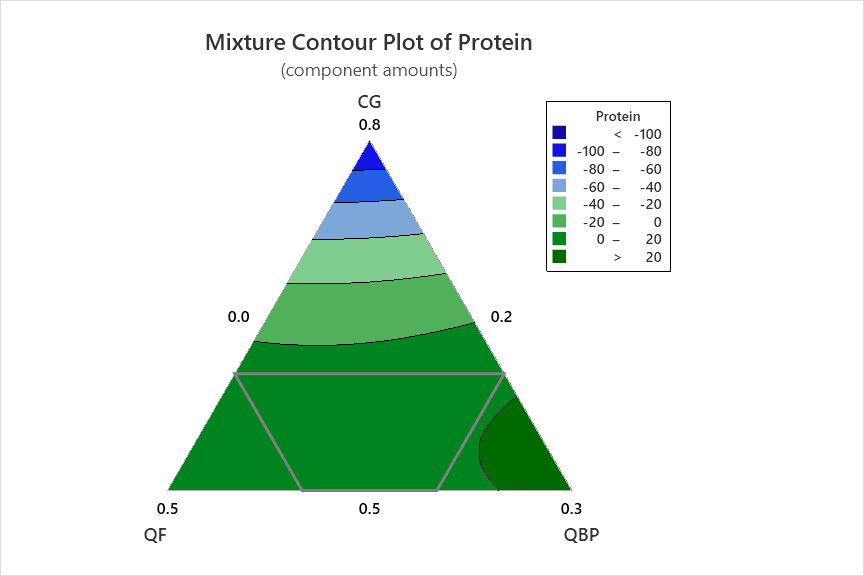 Mixture Contour Plot of Protein
(component amounts)
CG
0.8
Protein
< -100
-100 – -80
-80 – -60
-60 – -40
-40 – -20
-20 – 0
0 – 20
> 20
0.0
0.2
0.5
0.5
0.3
QF
QBP